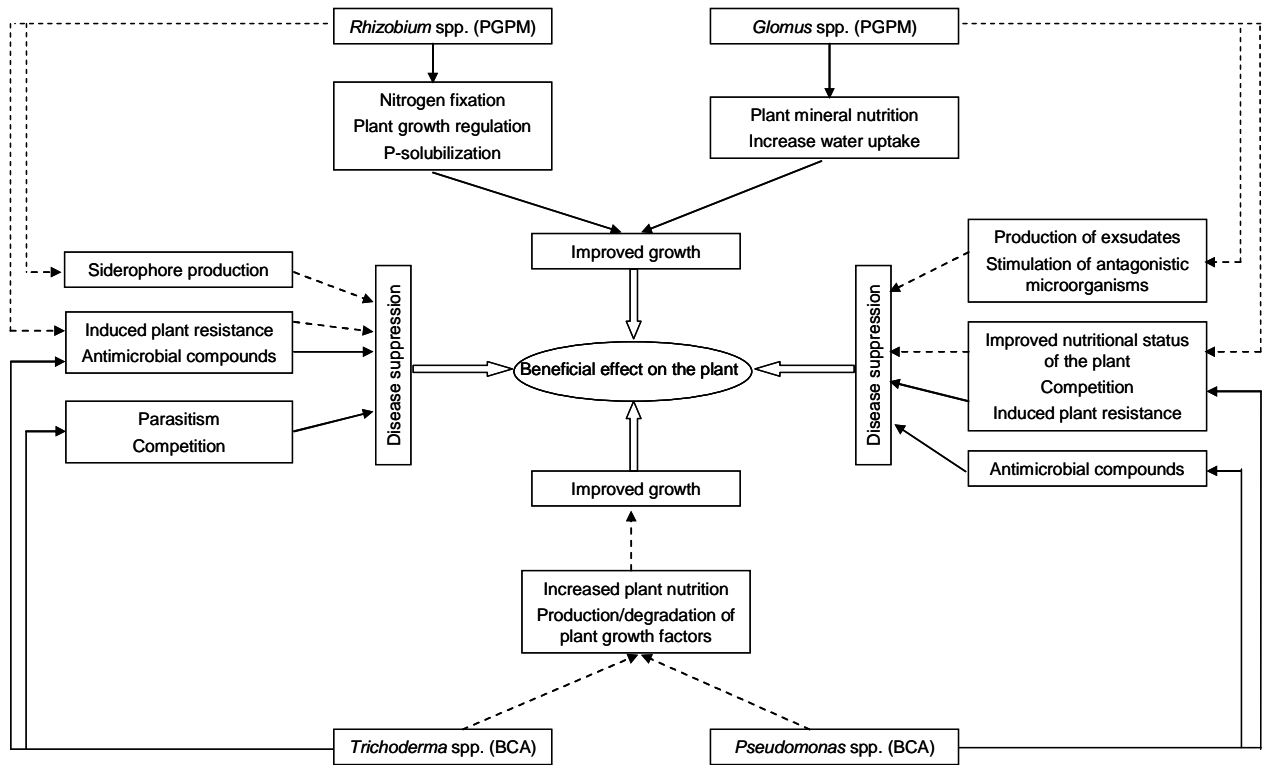 Rhizobium spp. (PGPM)
Glomus spp. (PGPM)
Nitrogen fixation
Plant growth regulation
P-solubilization
Plant mineral nutrition
Increase water uptake
Improved growth
Siderophore production
Induced plant resistance
Antimicrobial compounds
Parasitism
Competition
Disease suppression
Beneficial effect on the plant
Disease suppression
Production of exsudates
Stimulation of antagonistic
microorganisms
Improved nutritional status
of the plant
Competition
Induced plant resistance
Antimicrobial compounds
Improved growth
Increased plant nutrition
Production/degradation of
plant growth factors
Trichoderma spp. (BCA)
Pseudomonas spp. (BCA)